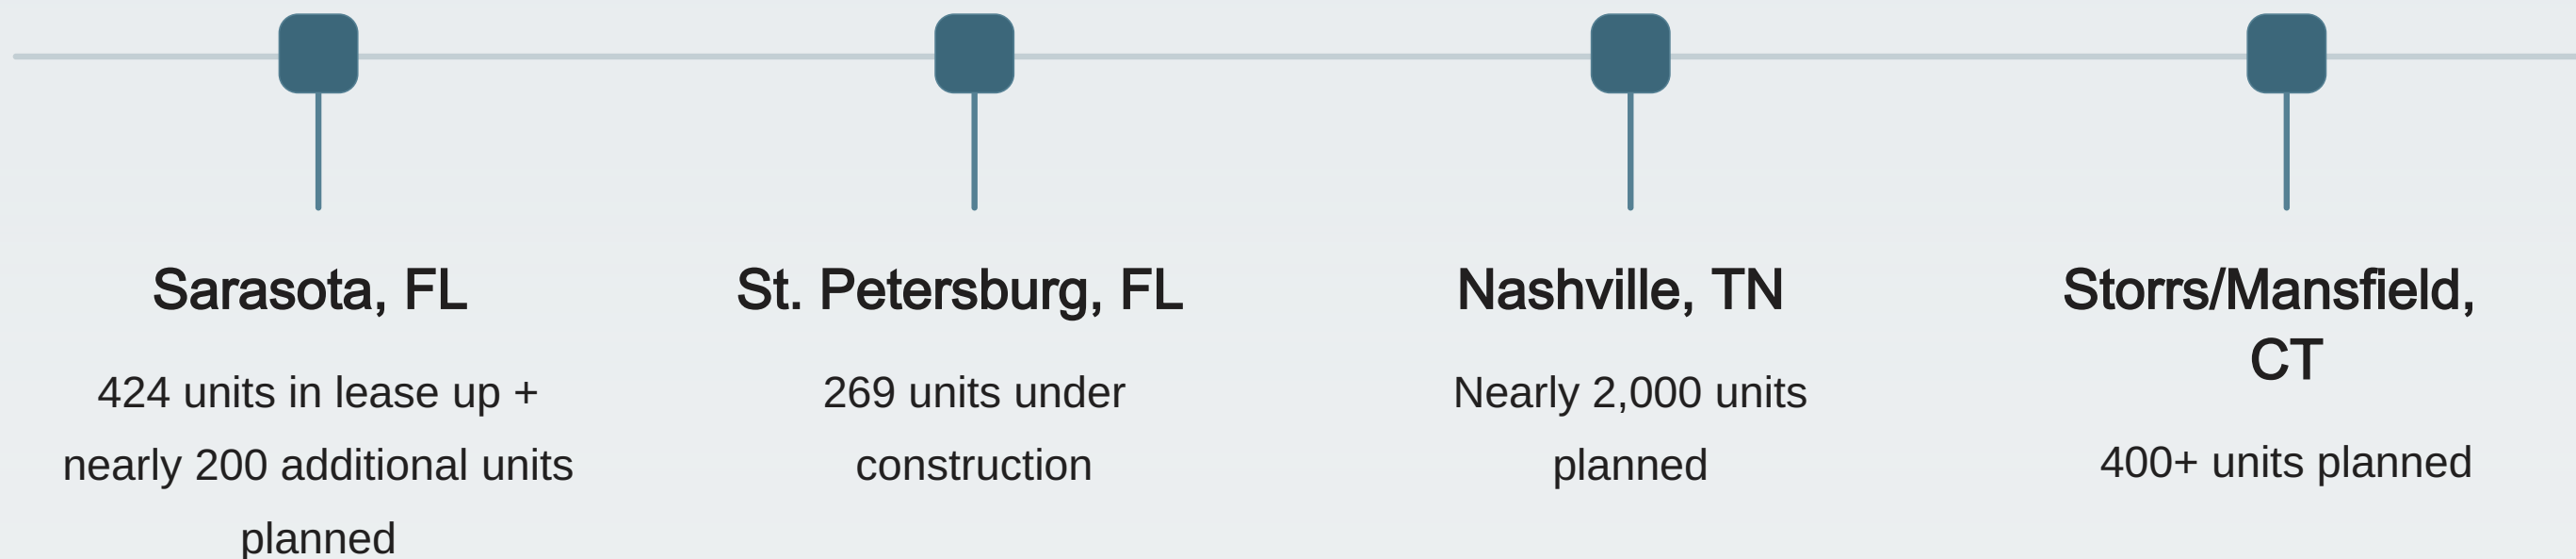 Sarasota, FL
424 units in lease up +
nearly 200 additional units
planned
St. Petersburg, FL
269 units under
construction
Nashville, TN
Nearly 2,000 units
planned
Storrs/Mansfield,
CT
400+ units planned